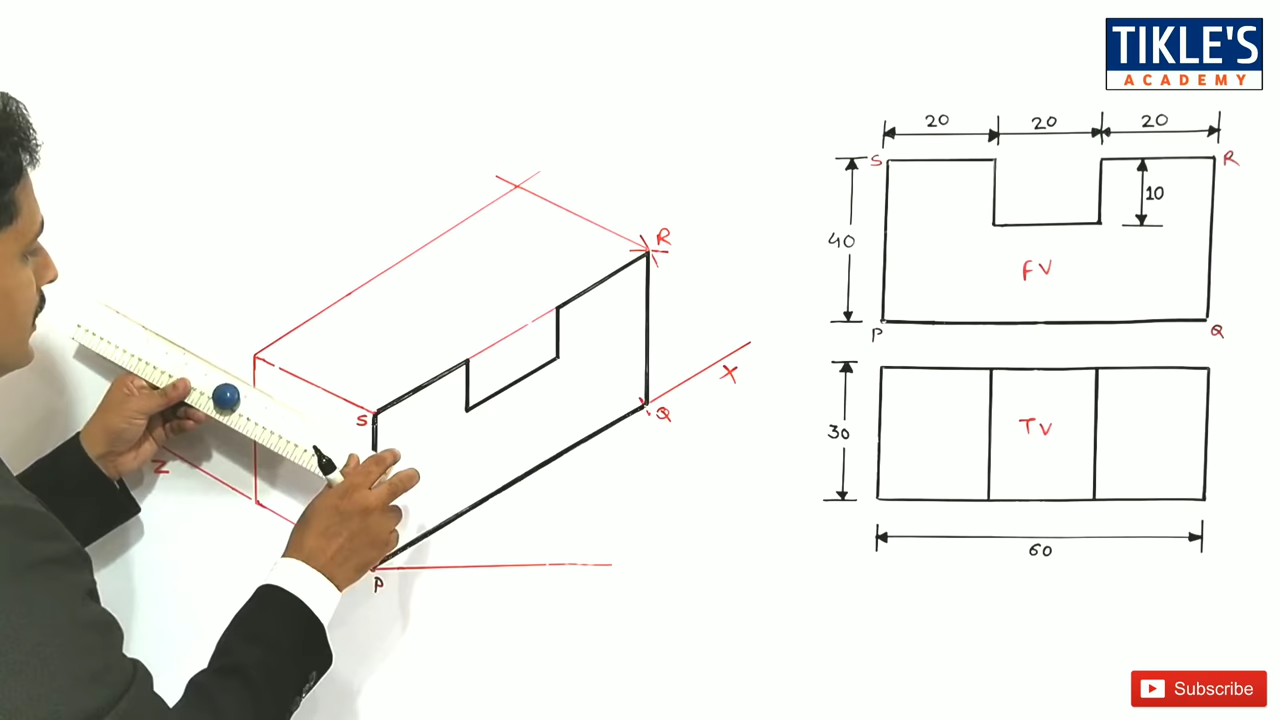 TIKLE'S
ACADEMY
20 20 20
S R
10
40
FV
P Q
30
TV
60
R
X
S
Q
Z
P
Subscribe